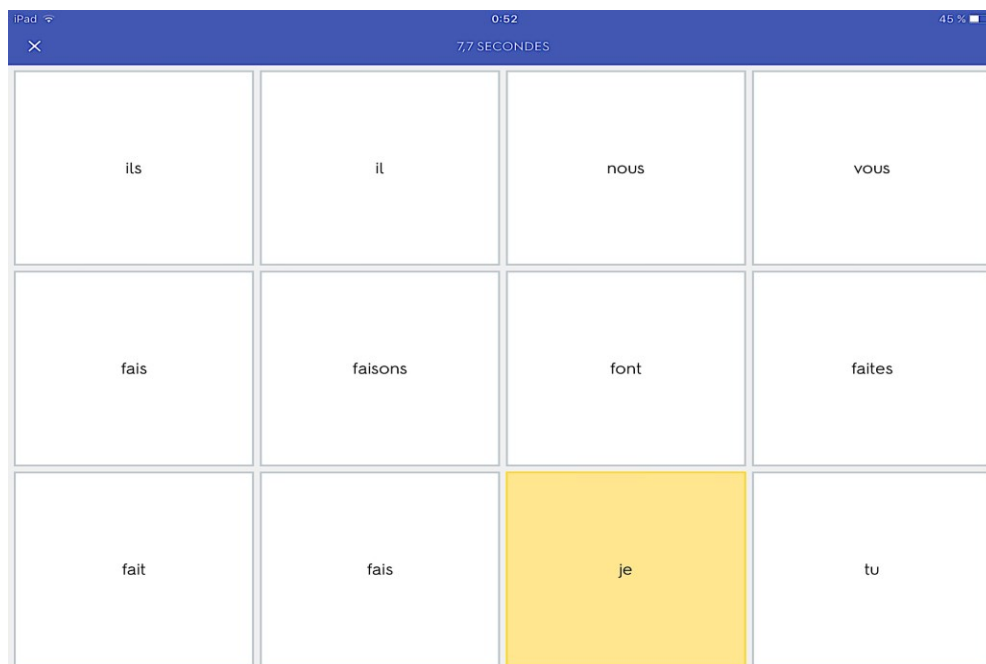 iPad 0:52 45 %
7,7 SECONDES
ils il nous vous
fais faisons font faites
fait fais je tu